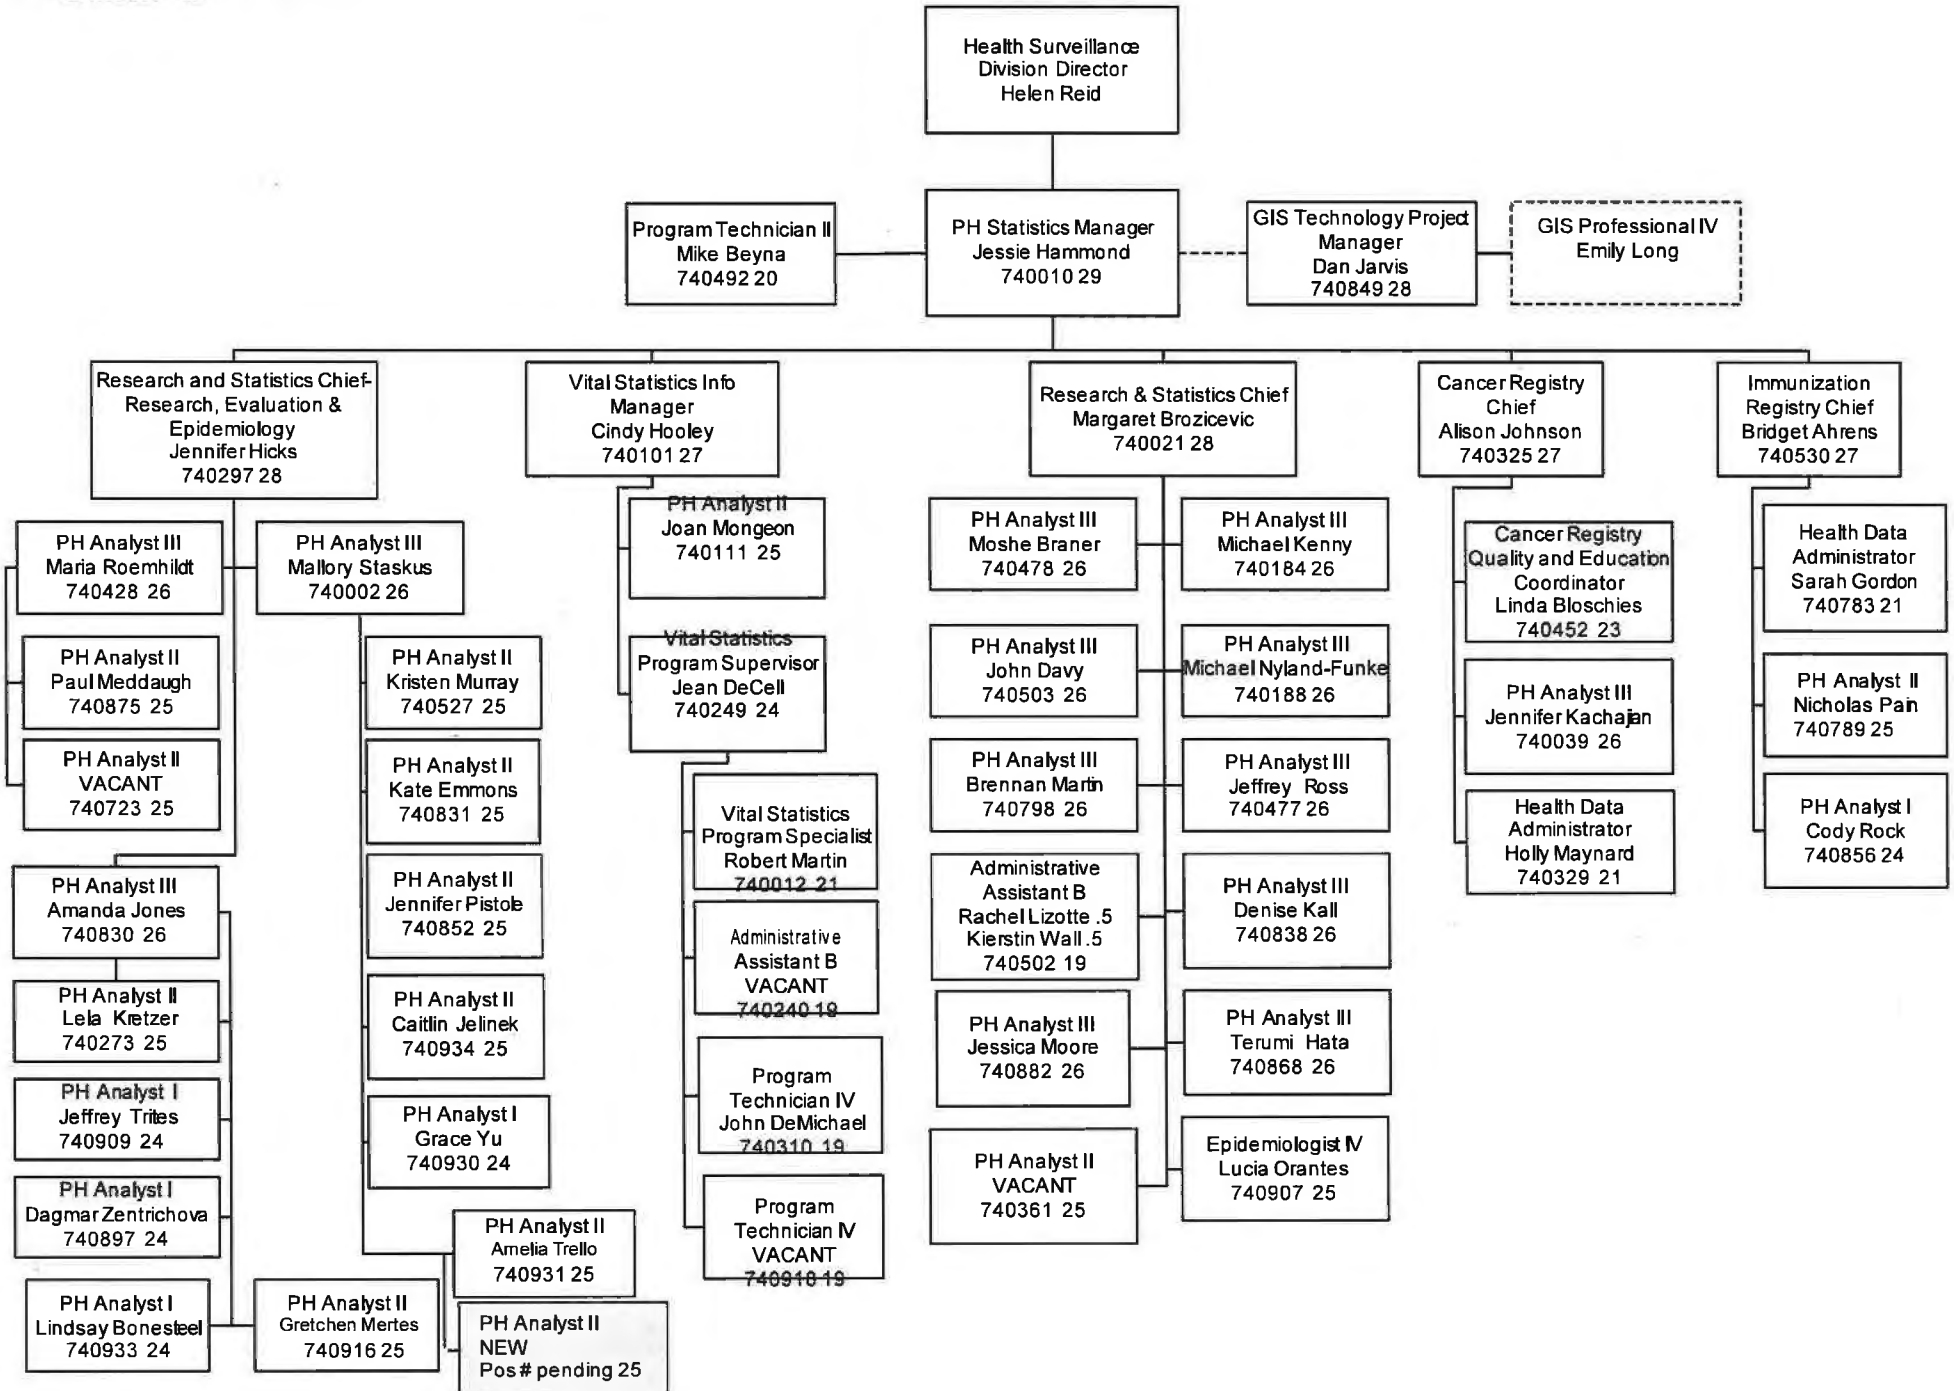 Health Surveillance
Division Director
Helen Reid
Program Technician II
Mike Beyna
740492 20
PH Statistics Manager
Jessie Hammond
740010 29
GIS Technology Project
Manager
Dan Jarvis
740849 28
GIS Professional IV
Emily Long
Research and Statistics Chief-
Research, Evaluation &
Epidemiology
Jennifer Hicks
740297 28
Vital Statistics Info
Manager
Cindy Hooley
740101 27
Research & Statistics Chief
Margaret Brozicevic
740021 28
Cancer Registry
Chief
Alison Johnson
740325 27
Immunization
Registry Chief
Bridget Ahrens
740530 27
PH Analyst III
Maria Roemhildt
740428 26
PH Analyst III
Mallory Staskus
740002 26
PH Analyst II
Paul Meddaugh
740875 25
PH Analyst II
VACANT
740723 25
PH Analyst III
Amanda Jones
740830 26
PH Analyst II
Lela Kretzer
740273 25
PH Analyst I
Jeffrey Trites
740909 24
PH Analyst I
Dagmar Zentrichova
740897 24
PH Analyst I
Lindsay Bonesteel
740933 24
PH Analyst II
Gretchen Mertes
740916 25
PH Analyst II
Kristen Murray
740527 25
PH Analyst II
Kate Emmons
740831 25
PH Analyst II
Jennifer Pistole
740852 25
PH Analyst II
Caitlin Jelinek
740934 25
PH Analyst I
Grace Yu
740930 24
PH Analyst II
Amelia Trello
740931 25
PH Analyst II
NEW
Pos # pending 25
PH Analyst II
Joan Mongeon
740111 25
Vital Statistics
Program Supervisor
Jean DeCell
740249 24
Vital Statistics
Program Specialist
Robert Martin
740012 21
Administrative
Assistant B
VACANT
740240 19
Program
Technician IV
John DeMichael
740310 19
Program
Technician IV
VACANT
740918 19
PH Analyst III
Moshe Braner
740478 26
PH Analyst III
Michael Kenny
740184 26
PH Analyst III
John Davy
740503 26
PH Analyst III
Michael Nyland-Funke
740188 26
PH Analyst III
Brennan Martin
740798 26
PH Analyst III
Jeffrey Ross
740477 26
Administrative
Assistant B
Rachel Lizotte .5
Kierstin Wall .5
740502 19
PH Analyst III
Denise Kall
740838 26
PH Analyst III
Jessica Moore
740882 26
PH Analyst III
Terumi Hata
740868 26
PH Analyst II
VACANT
740361 25
Epidemiologist IV
Lucia Orantes
740907 25
Cancer Registry
Quality and Education
Coordinator
Linda Bloschies
740452 23
PH Analyst III
Jennifer Kachajian
740039 26
Health Data
Administrator
Holly Maynard
740329 21
Health Data
Administrator
Sarah Gordon
740783 21
PH Analyst II
Nicholas Pain
740789 25
PH Analyst I
Cody Rock
740856 24